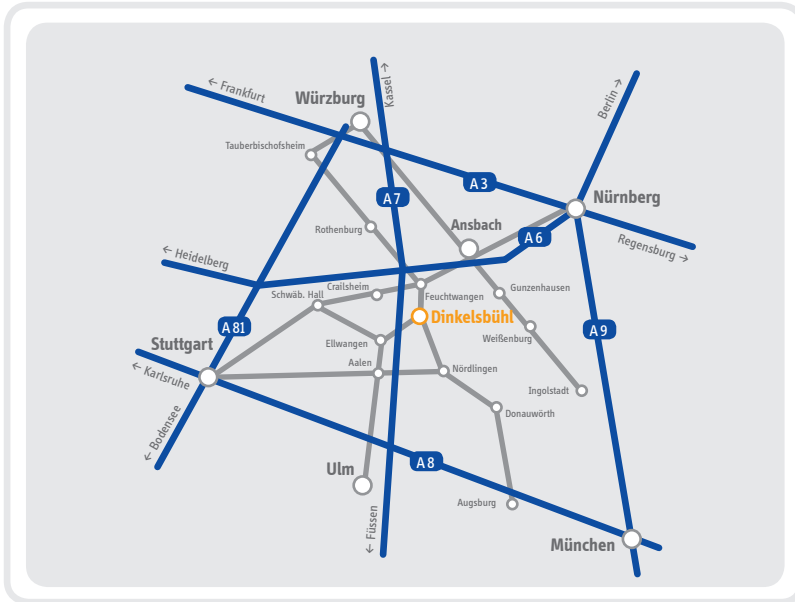 ← Frankfurt
Kassel →
Berlin →
Würzburg
Tauberbischofsheim
A 3
A 7
Nürnberg
Rothenburg
Ansbach
A 6
Regensburg →
← Heidelberg
Crailsheim
Gunzenhausen
Schwäb. Hall
Feuchtwangen
Dinkelsbühl
A 81
A 9
Weißenburg
Stuttgart
Ellwangen
Aalen
Nördlingen
← Karlsruhe
Ingolstadt
Donauwörth
← Bodensee
A 8
Ulm
Augsburg
← Füssen
München